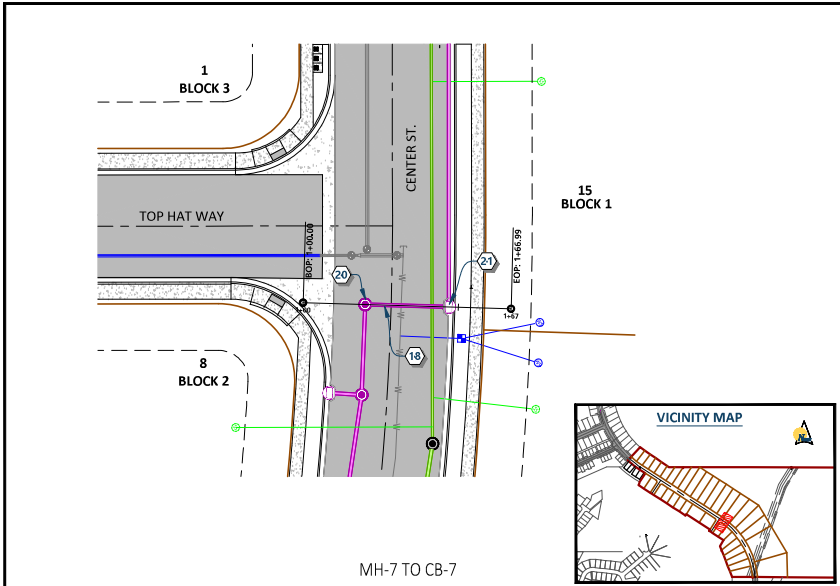 1
BLOCK 3
CENTER ST.
15
BLOCK 1
TOP HAT WAY
BOP: 1+00.00
EOP: 1+66.99
20
21
1+67
18
8
BLOCK 2
VICINITY MAP
N
MH-7 TO CB-7